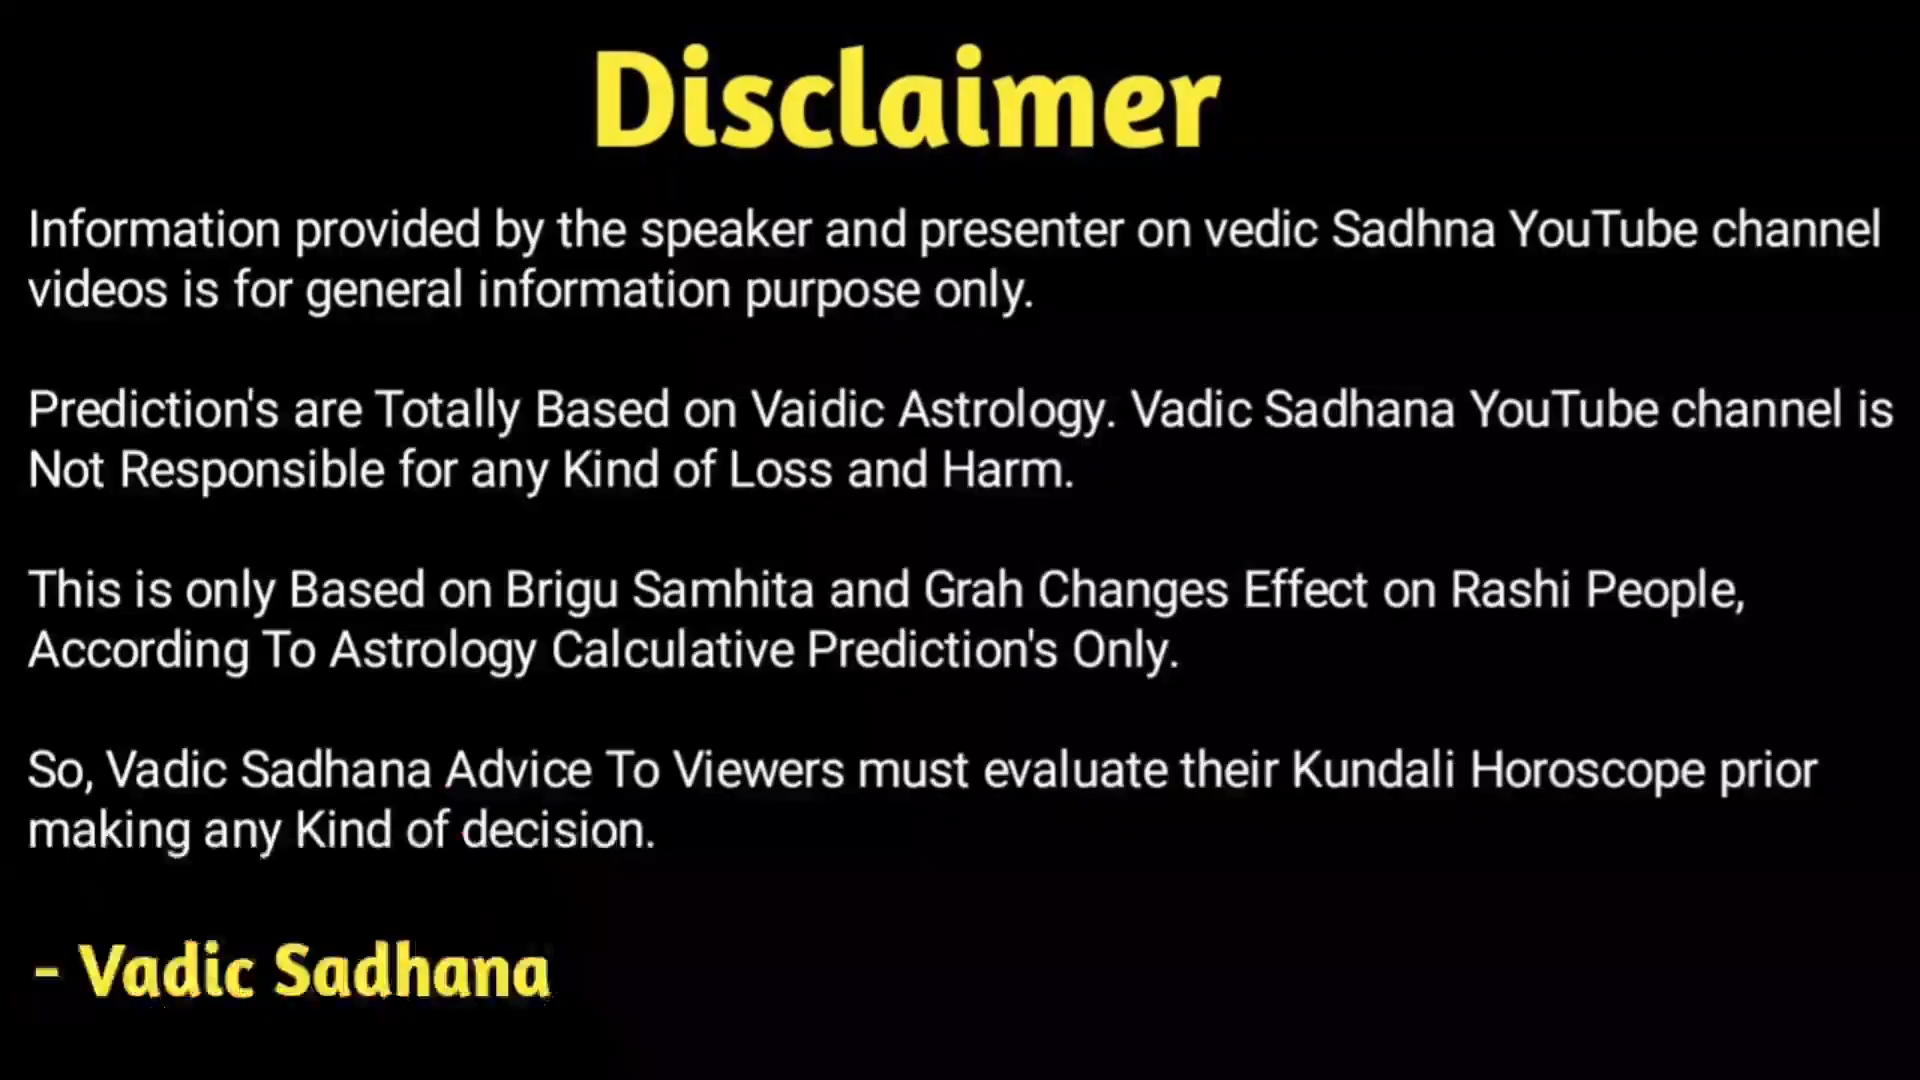 Disclaimer
Information provided by the speaker and presenter on vedic Sadhna YouTube channel
videos is for general information purpose only.
Prediction's are Totally Based on Vaidic Astrology. Vadic Sadhana YouTube channel is
Not Responsible for any Kind of Loss and Harm.
This is only Based on Brigu Samhita and Grah Changes Effect on Rashi People,
According To Astrology Calculative Prediction's Only.
So, Vadic Sadhana Advice To Viewers must evaluate their Kundali Horoscope prior
making any Kind of decision.
- Vadic Sadhana